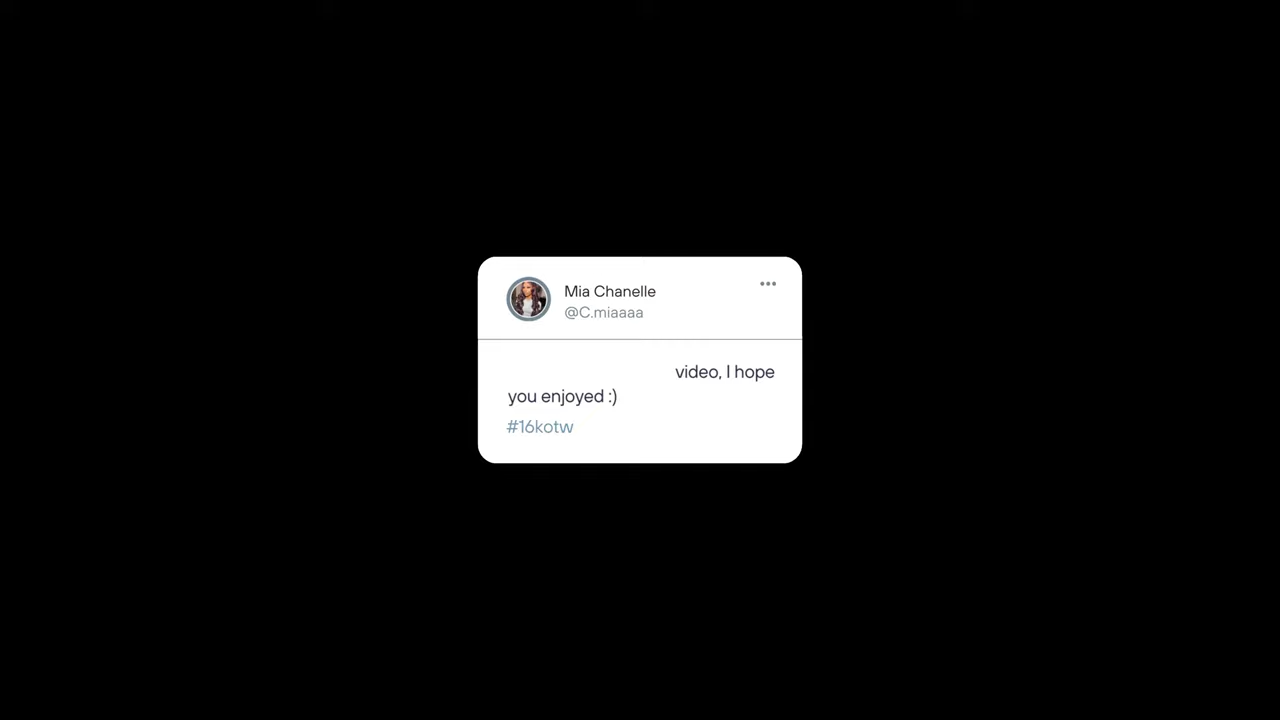 Mia Chanelle
@C.miaaaa
video, I hope
you enjoyed :)
#16kotw